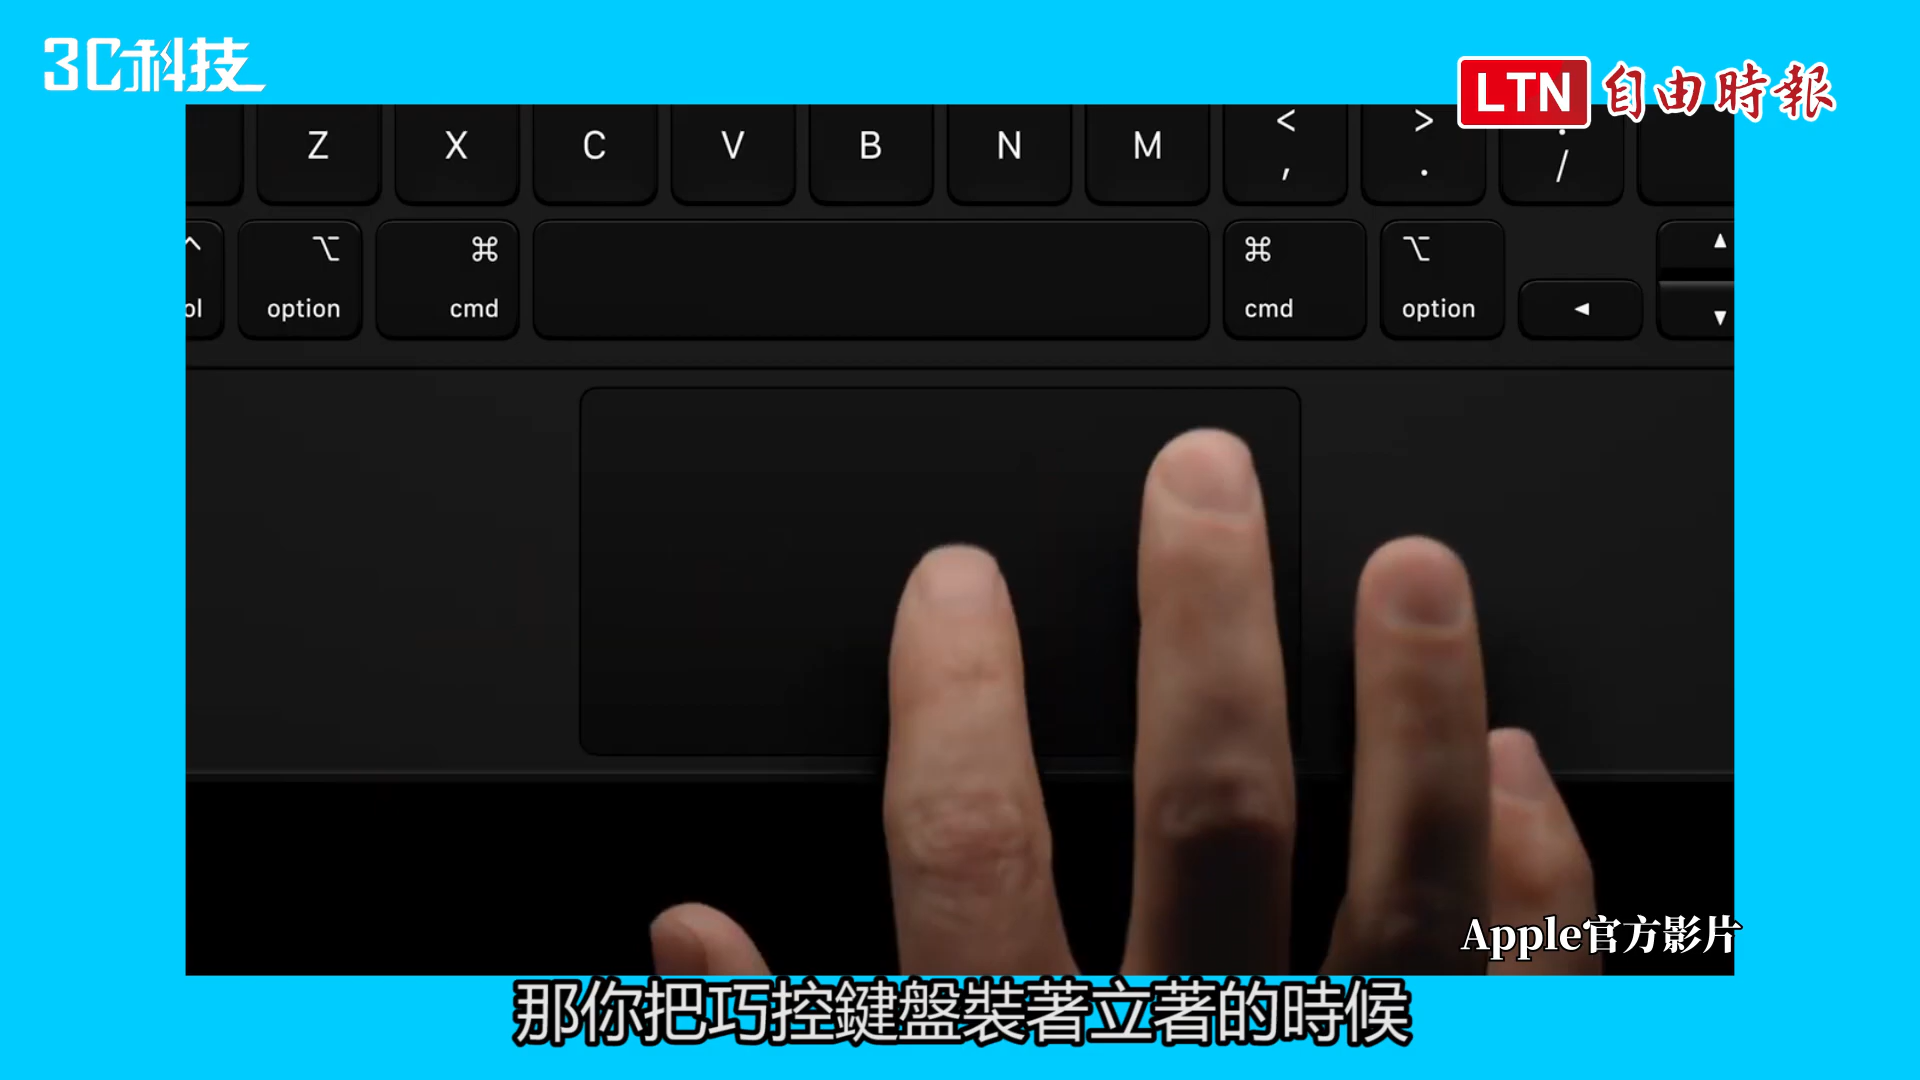 3C科技
LTN 自由時報
Z X C V B N M < , > . /
⌥ ⌘ ⌘ ⌥ ▲
ol option cmd cmd option ◀ ▼
Apple官方影片
那你把巧控鍵盤裝著立著的時候